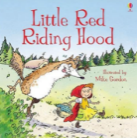 Little Red
Riding Hood
Illustrated by
Mike Gordon